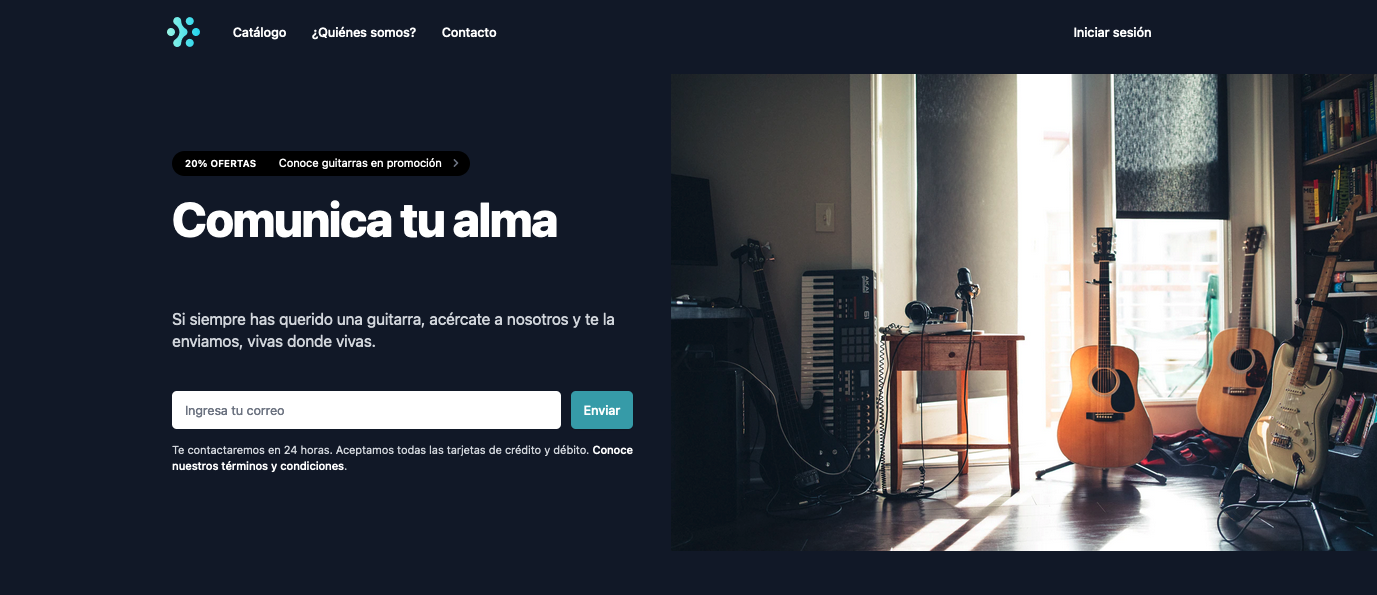 Catálogo
¿Quiénes somos?
Contacto
Iniciar sesión
20% OFERTAS
Conoce guitarras en promoción
Comunica tu alma
Si siempre has querido una guitarra, acércate a nosotros y te la
enviamos, vivas donde vivas.
Ingresa tu correo
Enviar
Te contactaremos en 24 horas. Aceptamos todas las tarjetas de crédito y débito. Conoce
nuestros términos y condiciones.